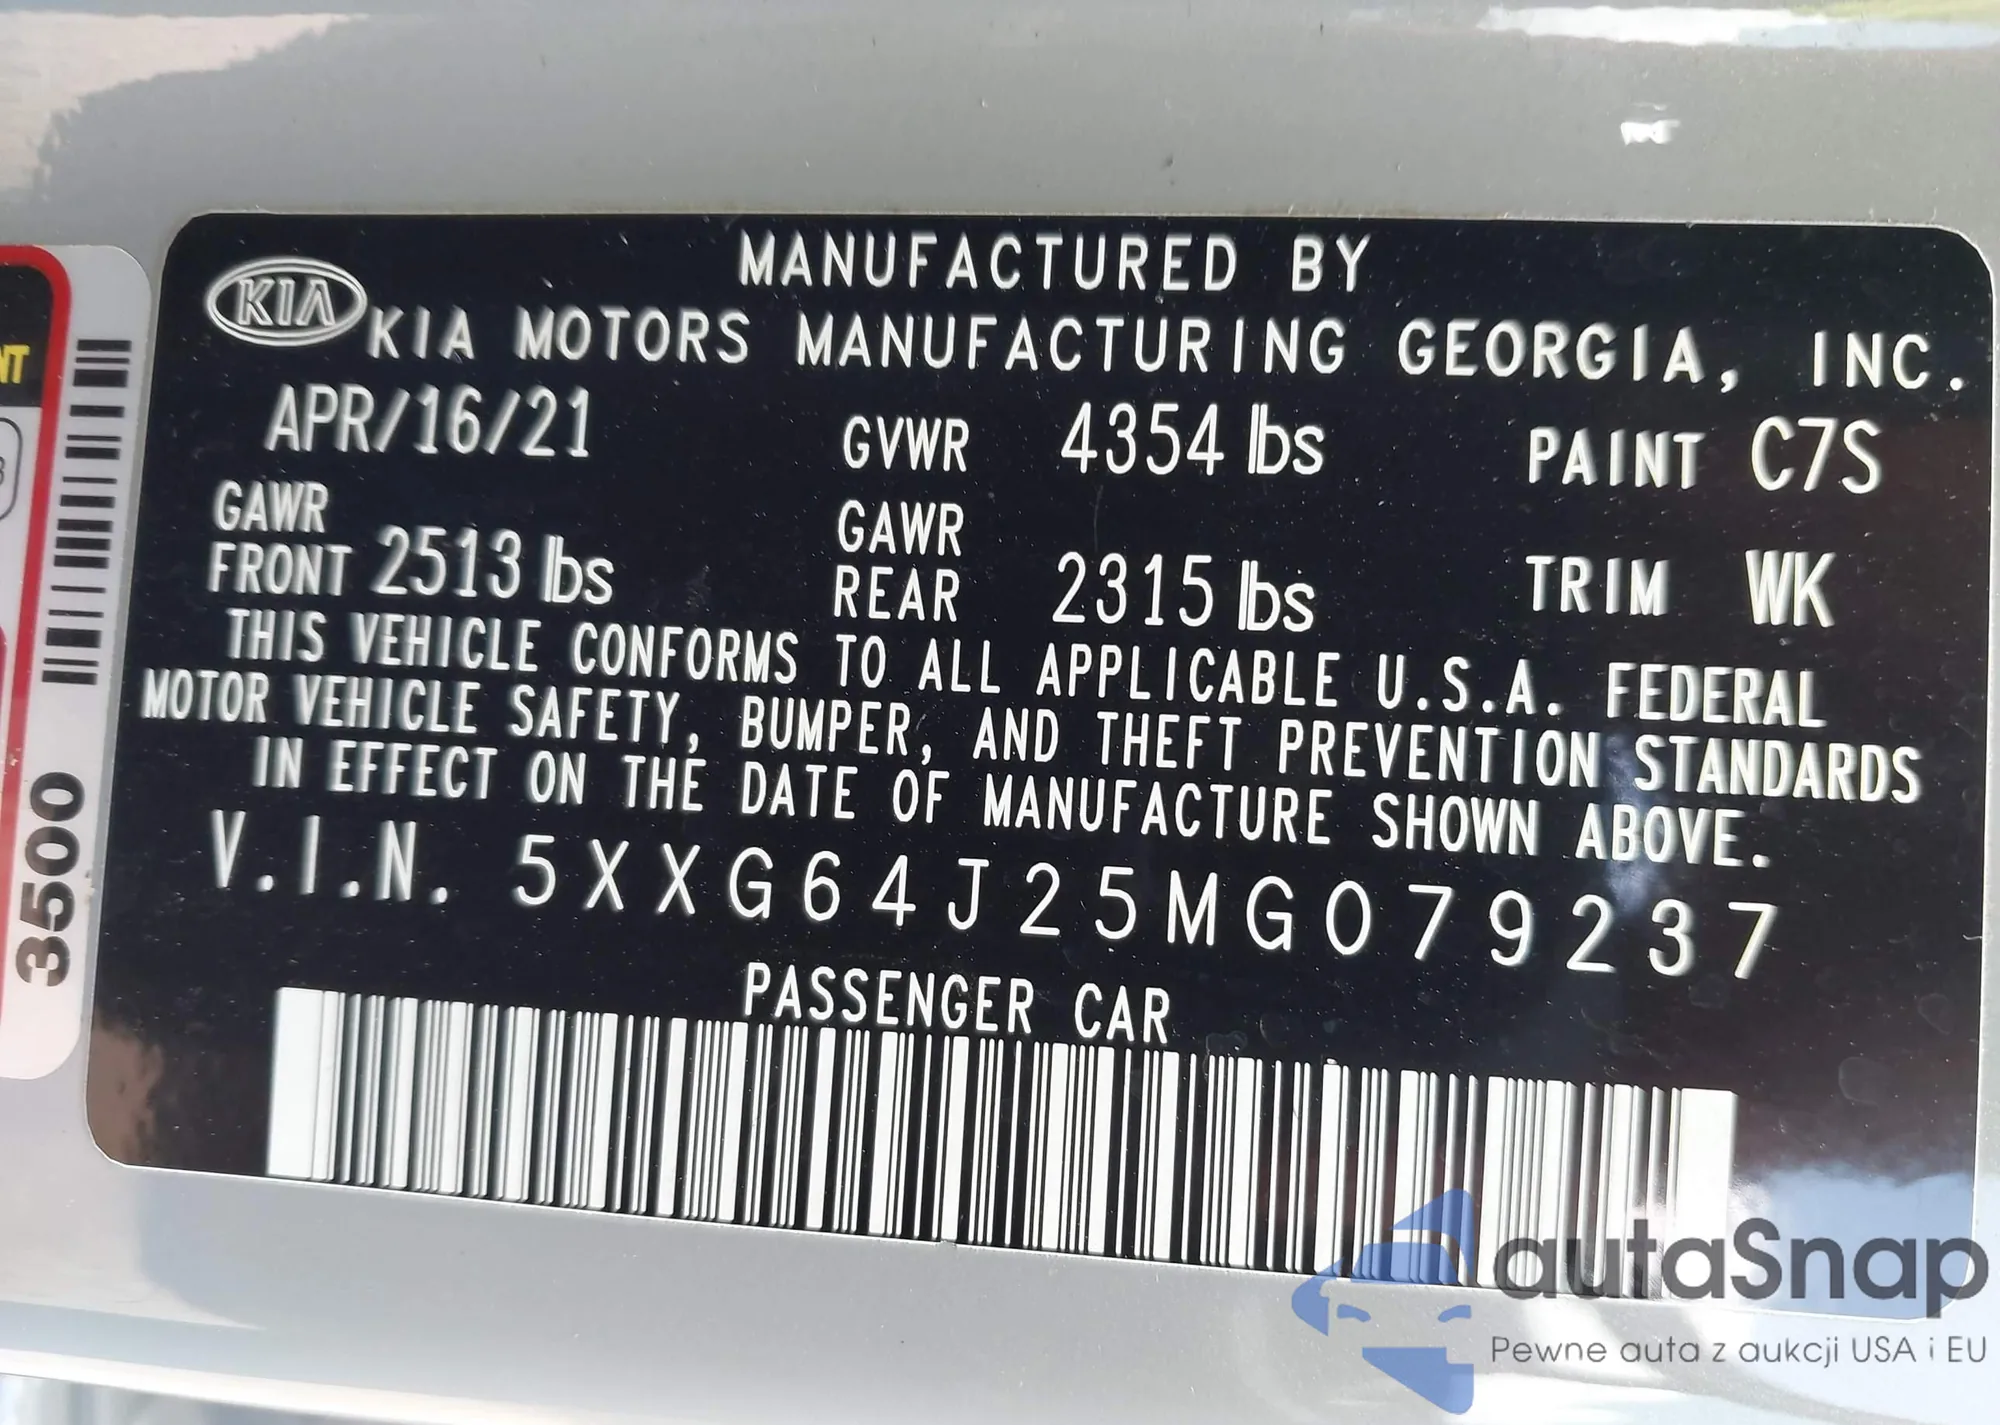 MANUFACTURED BY
KIA
KIA MOTORS MANUFACTURING GEORGIA, INC.
APR/16/21 GVWR 4354 lbs PAINT C7S
GAWR FRONT 2513 lbs GAWR REAR 2315 lbs TRIM WK
THIS VEHICLE CONFORMS TO ALL APPLICABLE U.S.A. FEDERAL
MOTOR VEHICLE SAFETY, BUMPER, AND THEFT PREVENTION STANDARDS
IN EFFECT ON THE DATE OF MANUFACTURE SHOWN ABOVE.
V.I.N. 5XXG64J25MG079237
PASSENGER CAR
3500
autaSnap
Pewne auta z aukcji USA i EU